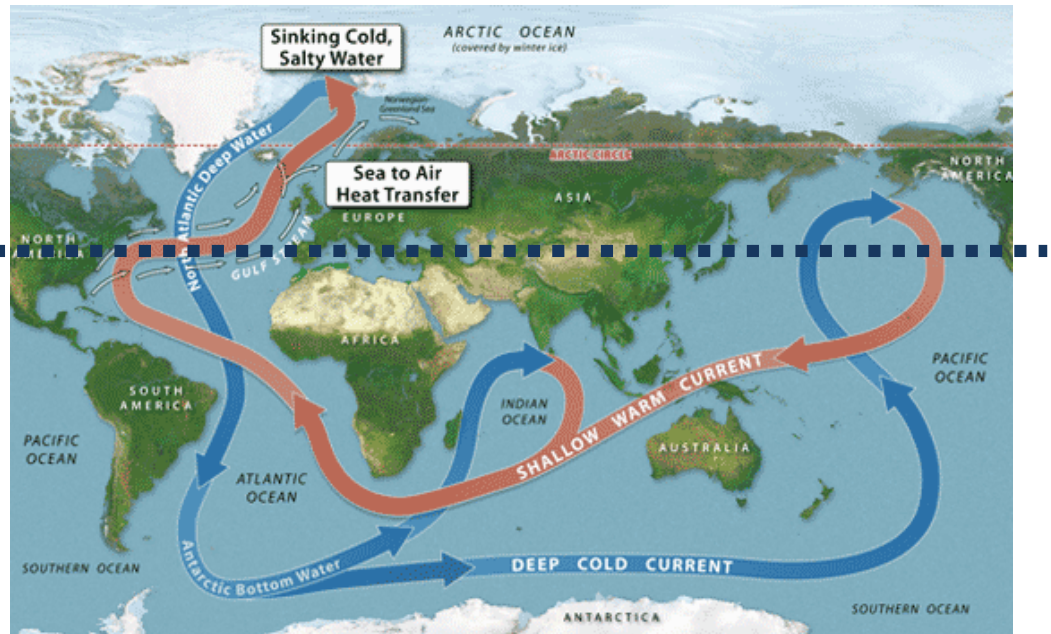 Sinking Cold,
Salty Water
ARCTIC OCEAN
(covered by winter ice)
Norwegian-
Greenland Sea
North Atlantic Deep Water
ARCTIC CIRCLE
NORTH
AMERICA
Sea to Air
Heat Transfer
ASIA
EUROPE
NORTH
AMERICA
GULF STREAM
AFRICA
PACIFIC
OCEAN
SOUTH
AMERICA
INDIAN
OCEAN
SHALLOW WARM CURRENT
AUSTRALIA
PACIFIC
OCEAN
ATLANTIC
OCEAN
SOUTHERN OCEAN
Antarctic Bottom Water
DEEP COLD CURRENT
SOUTHERN OCEAN
ANTARCTICA